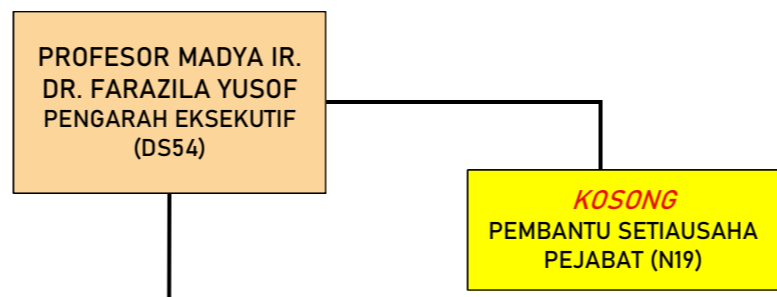 PROFESOR MADYA IR.
DR. FARAZILA YUSOF
PENGARAH EKSEKUTIF
(DS54)
KOSONG
PEMBANTU SETIAUSAHA
PEJABAT (N19)